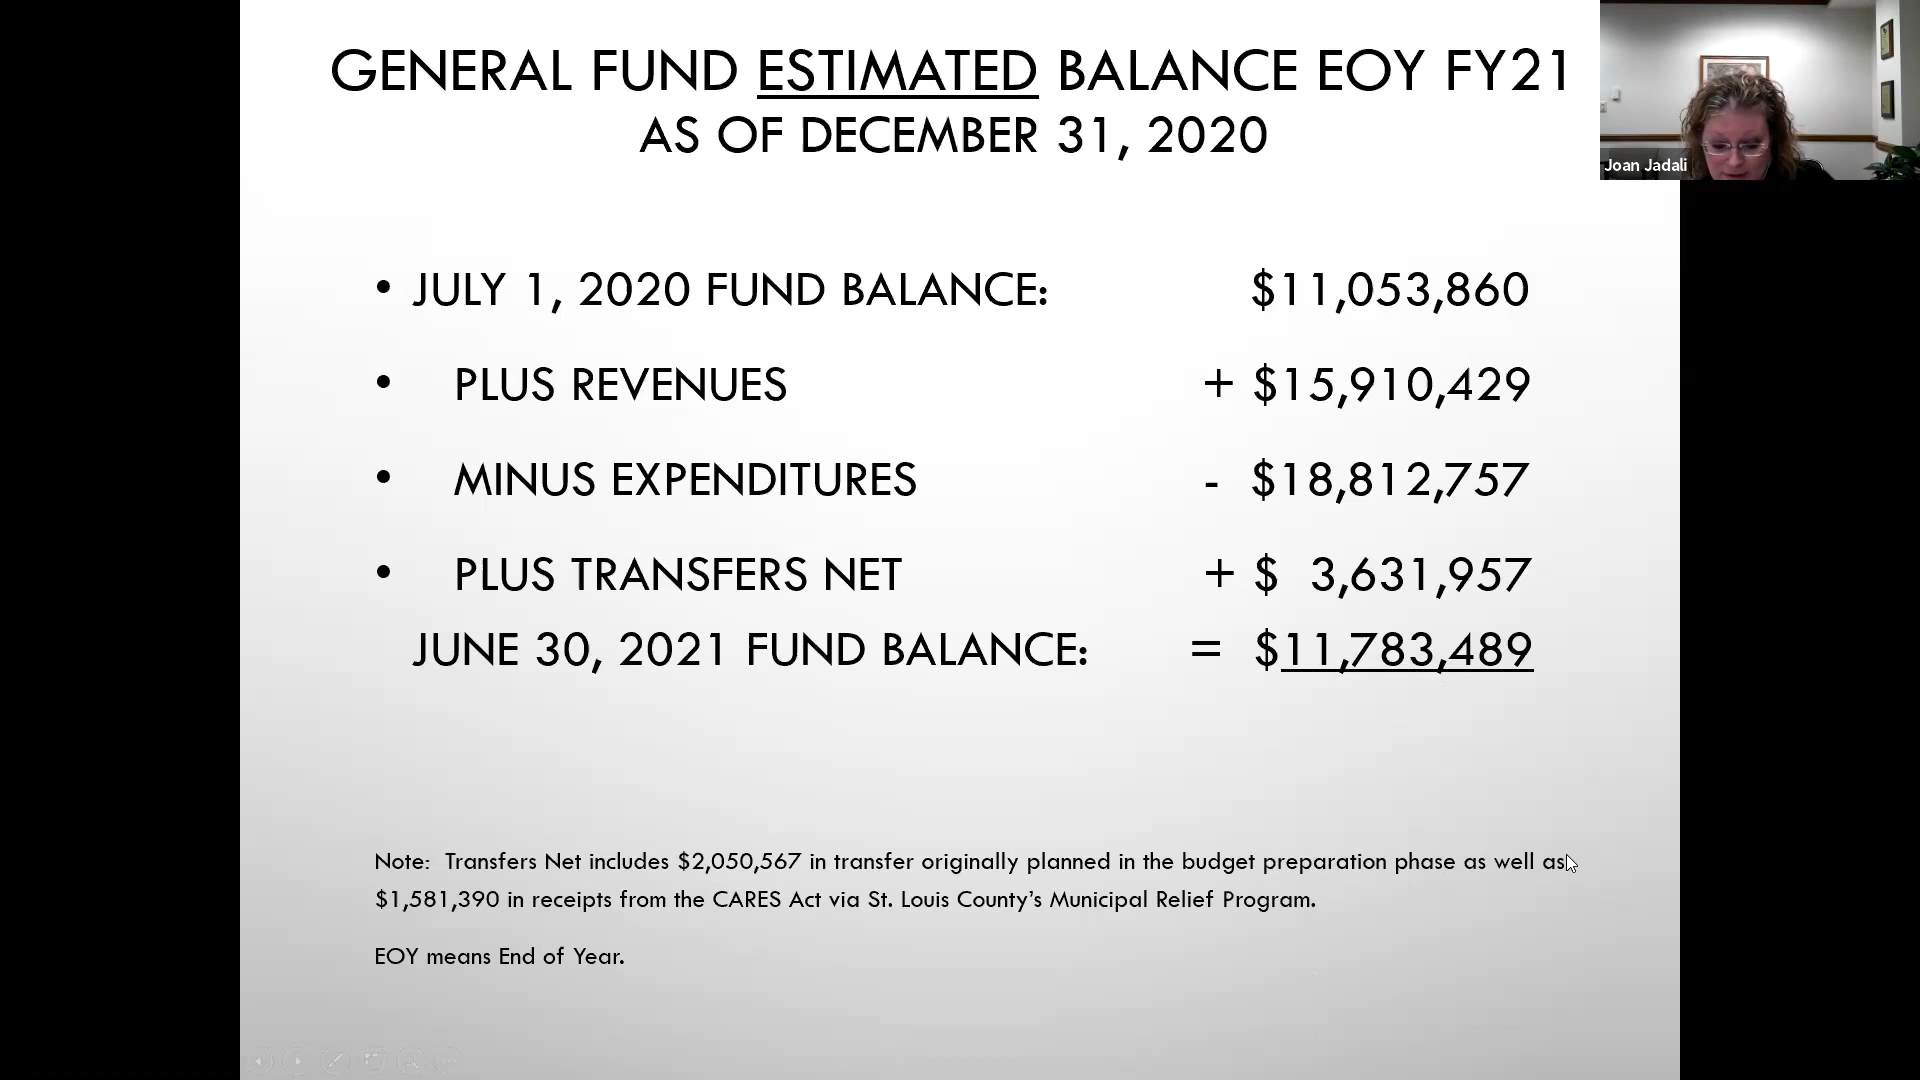 GENERAL FUND ESTIMATED BALANCE EOY FY21
AS OF DECEMBER 31, 2020
Joan Jadali
• JULY 1, 2020 FUND BALANCE: $11,053,860
• PLUS REVENUES + $15,910,429
• MINUS EXPENDITURES - $18,812,757
• PLUS TRANSFERS NET + $ 3,631,957
JUNE 30, 2021 FUND BALANCE: = $11,783,489
Note: Transfers Net includes $2,050,567 in transfer originally planned in the budget preparation phase as well as
$1,581,390 in receipts from the CARES Act via St. Louis County’s Municipal Relief Program.
EOY means End of Year.